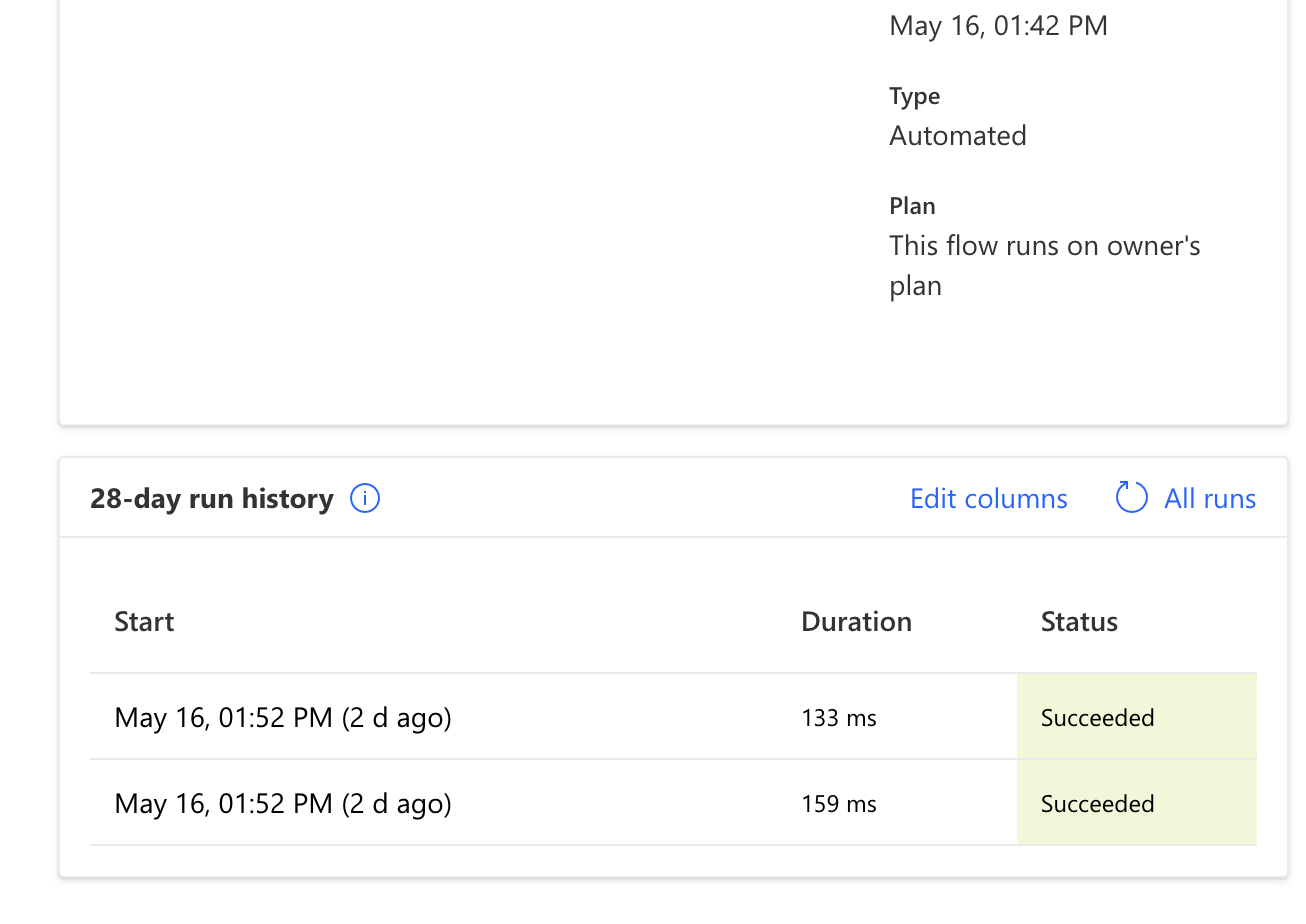 May 16, 01:42 PM
Type
Automated
Plan
This flow runs on owner's
plan
28-day run history
Edit columns
All runs
Start Duration Status
May 16, 01:52 PM (2 d ago) 133 ms Succeeded
May 16, 01:52 PM (2 d ago) 159 ms Succeeded